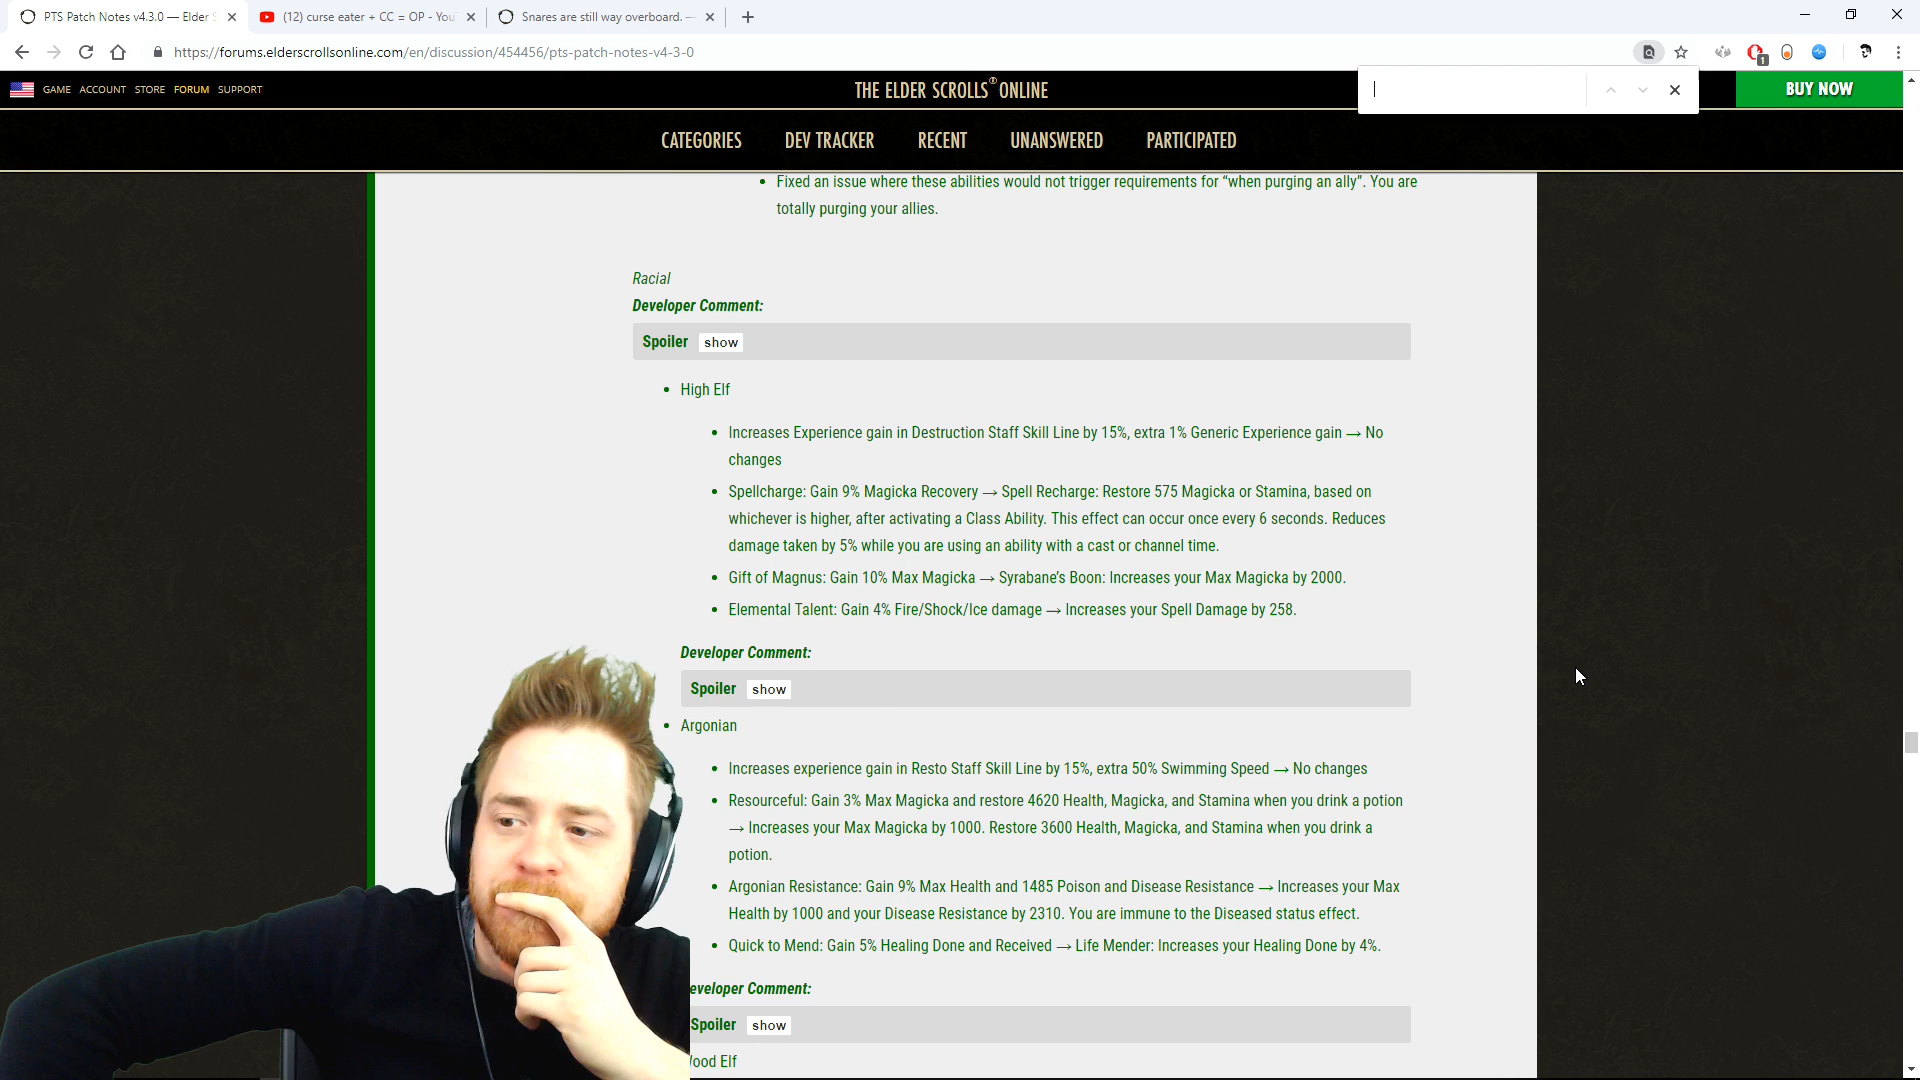 PTS Patch Notes v4.3.0 — Elder S
(12) curse eater + CC = OP - You
Snares are still way overboard. —
https://forums.elderscrollsonline.com/en/discussion/454456/pts-patch-notes-v4-3-0
1
GAME ACCOUNT STORE FORUM SUPPORT
THE ELDER SCROLLS ONLINE
BUY NOW
CATEGORIES DEV TRACKER RECENT UNANSWERED PARTICIPATED
• Fixed an issue where these abilities would not trigger requirements for “when purging an ally”. You are
totally purging your allies.
Racial
Developer Comment:
Spoiler show
• High Elf
• Increases Experience gain in Destruction Staff Skill Line by 15%, extra 1% Generic Experience gain → No
changes
• Spellcharge: Gain 9% Magicka Recovery → Spell Recharge: Restore 575 Magicka or Stamina, based on
whichever is higher, after activating a Class Ability. This effect can occur once every 6 seconds. Reduces
damage taken by 5% while you are using an ability with a cast or channel time.
• Gift of Magnus: Gain 10% Max Magicka → Syrabane’s Boon: Increases your Max Magicka by 2000.
• Elemental Talent: Gain 4% Fire/Shock/Ice damage → Increases your Spell Damage by 258.
Developer Comment:
Spoiler show
• Argonian
• Increases experience gain in Resto Staff Skill Line by 15%, extra 50% Swimming Speed → No changes
• Resourceful: Gain 3% Max Magicka and restore 4620 Health, Magicka, and Stamina when you drink a potion
→ Increases your Max Magicka by 1000. Restore 3600 Health, Magicka, and Stamina when you drink a
potion.
• Argonian Resistance: Gain 9% Max Health and 1485 Poison and Disease Resistance → Increases your Max
Health by 1000 and your Disease Resistance by 2310. You are immune to the Diseased status effect.
• Quick to Mend: Gain 5% Healing Done and Received → Life Mender: Increases your Healing Done by 4%.
eveloper Comment:
Spoiler show
ood Elf